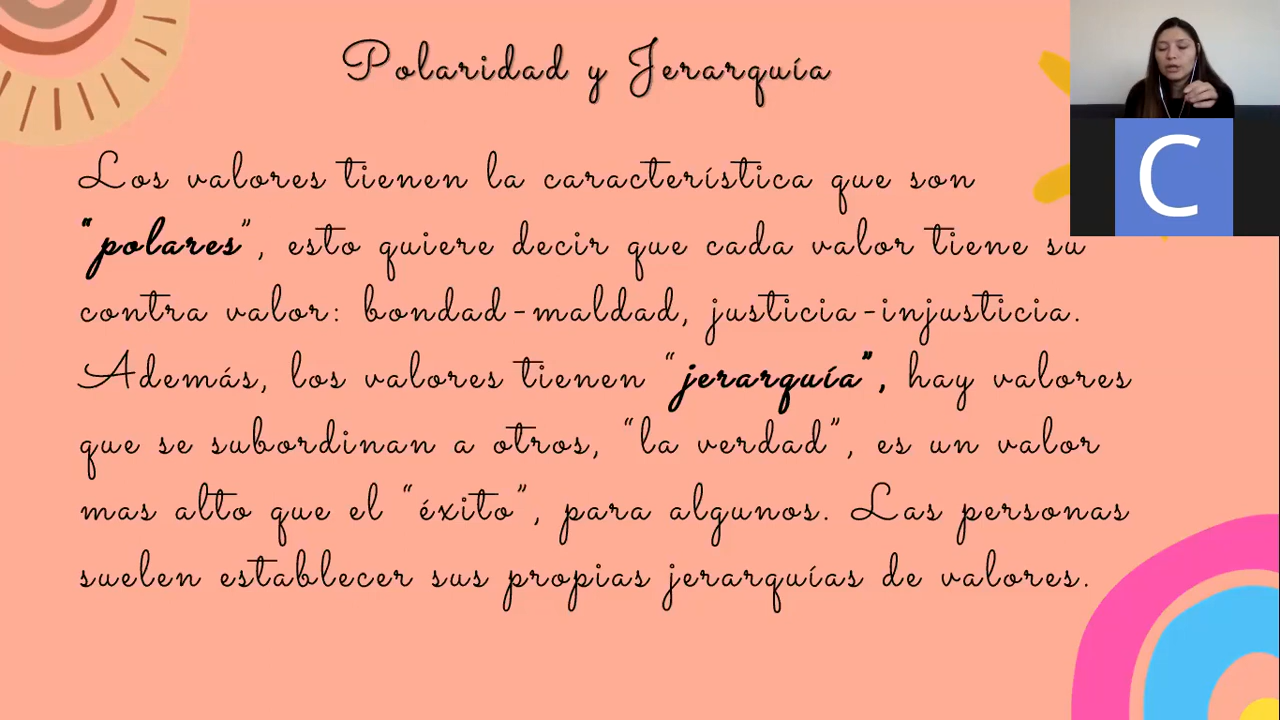 Polaridad y Jerarquía
Los valores tienen la característica que son
"polares", esto quiere decir que cada valor tiene su
contra valor: bondad-maldad, justicia-injusticia.
Además, los valores tienen "jerarquía", hay valores
que se subordinan a otros, "la verdad", es un valor
mas alto que el "éxito", para algunos. Las personas
suelen establecer sus propias jerarquías de valores.
C